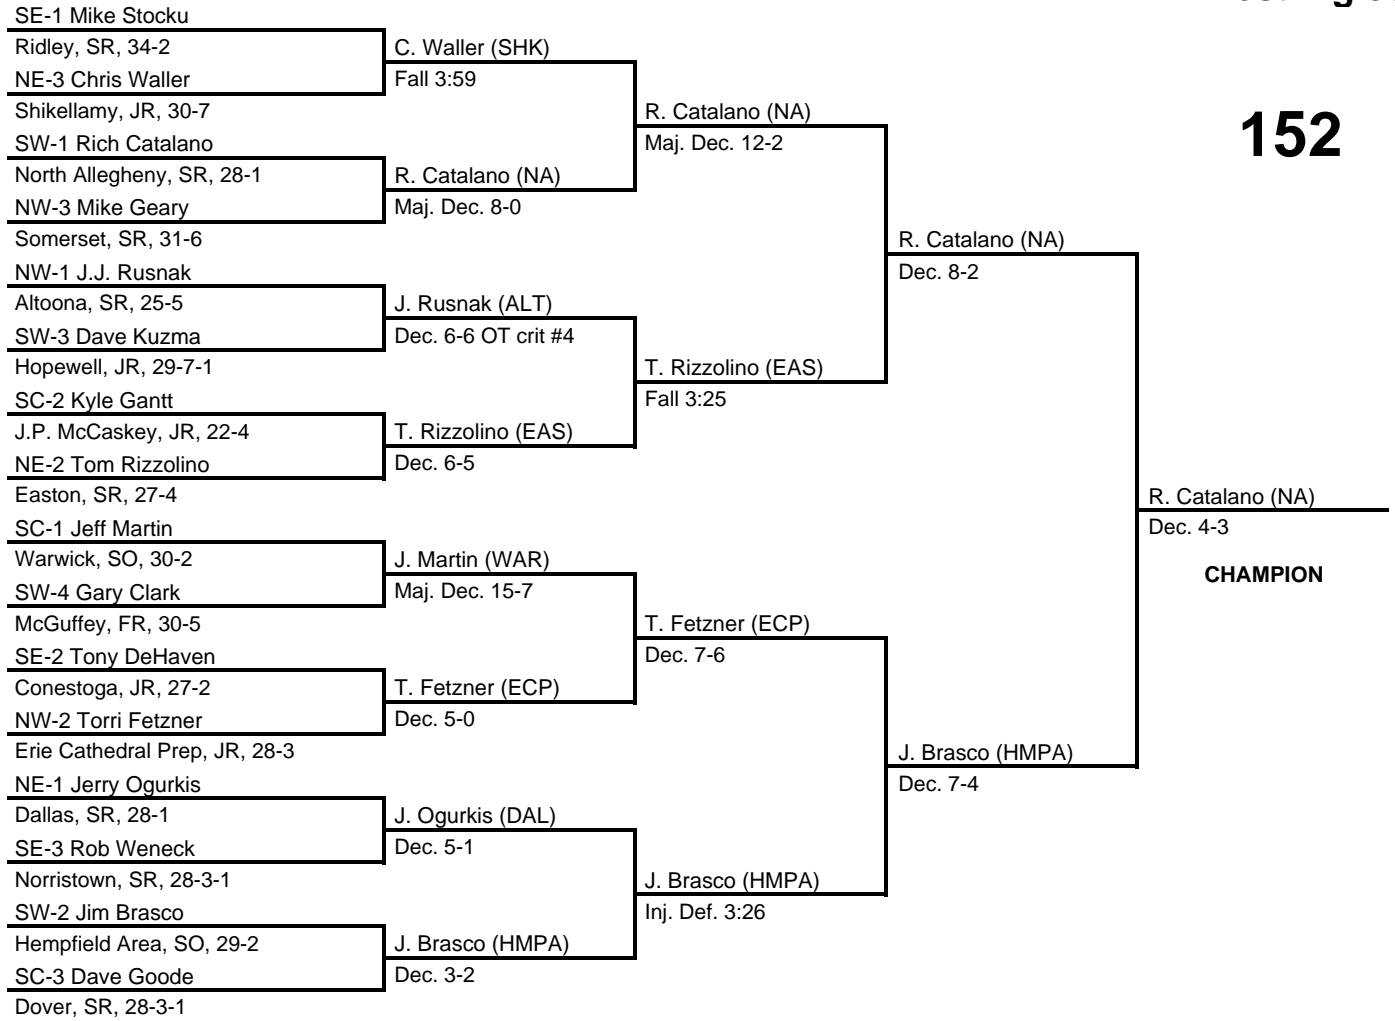 SE-1 Mike Stocku
Ridley, SR, 34-2
NE-3 Chris Waller
Shikellamy, JR, 30-7
SW-1 Rich Catalano
North Allegheny, SR, 28-1
NW-3 Mike Geary
Somerset, SR, 31-6
NW-1 J.J. Rusnak
Altoona, SR, 25-5
SW-3 Dave Kuzma
Hopewell, JR, 29-7-1
SC-2 Kyle Gantt
J.P. McCaskey, JR, 22-4
NE-2 Tom Rizzolino
Easton, SR, 27-4
SC-1 Jeff Martin
Warwick, SO, 30-2
SW-4 Gary Clark
McGuffey, FR, 30-5
SE-2 Tony DeHaven
Conestoga, JR, 27-2
NW-2 Torri Fetzner
Erie Cathedral Prep, JR, 28-3
NE-1 Jerry Ogurkis
Dallas, SR, 28-1
SE-3 Rob Weneck
Norristown, SR, 28-3-1
SW-2 Jim Brasco
Hempfield Area, SO, 29-2
SC-3 Dave Goode
Dover, SR, 28-3-1
C. Waller (SHK)
Fall 3:59
R. Catalano (NA)
Maj. Dec. 8-0
J. Rusnak (ALT)
Dec. 6-6 OT crit #4
T. Rizzolino (EAS)
Dec. 6-5
J. Martin (WAR)
Maj. Dec. 15-7
T. Fetzner (ECP)
Dec. 5-0
J. Ogurkis (DAL)
Dec. 5-1
J. Brasco (HMPA)
Dec. 3-2
R. Catalano (NA)
Maj. Dec. 12-2
T. Rizzolino (EAS)
Fall 3:25
T. Fetzner (ECP)
Dec. 7-6
J. Brasco (HMPA)
Inj. Def. 3:26
R. Catalano (NA)
Dec. 8-2
J. Brasco (HMPA)
Dec. 7-4
152
R. Catalano (NA)
Dec. 4-3
CHAMPION